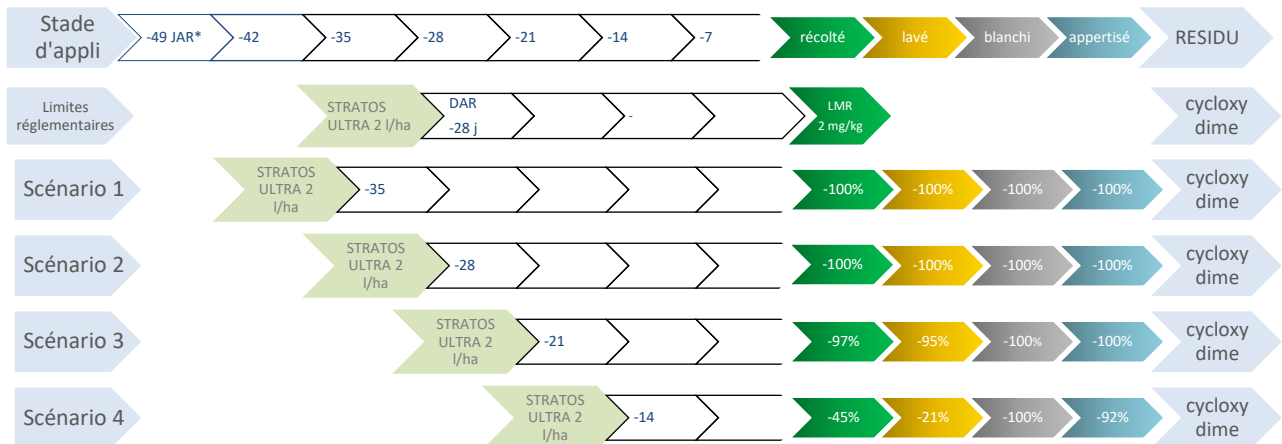 Stade
d'appli
-49 JAR*
-42
-35
-28
-21
-14
-7
récolté
lavé
blanchi
appertisé
RESIDU
Limites
réglementaires
STRATOS
ULTRA 2 l/ha
DAR
-28 j
-
LMR
2 mg/kg
cycloxy
dime
Scénario 1
STRATOS
ULTRA 2
l/ha
-35
-100%
-100%
-100%
-100%
cycloxy
dime
Scénario 2
STRATOS
ULTRA 2
l/ha
-28
-100%
-100%
-100%
-100%
cycloxy
dime
Scénario 3
STRATOS
ULTRA 2
l/ha
-21
-97%
-95%
-100%
-100%
cycloxy
dime
Scénario 4
STRATOS
ULTRA 2
l/ha
-14
-45%
-21%
-100%
-92%
cycloxy
dime